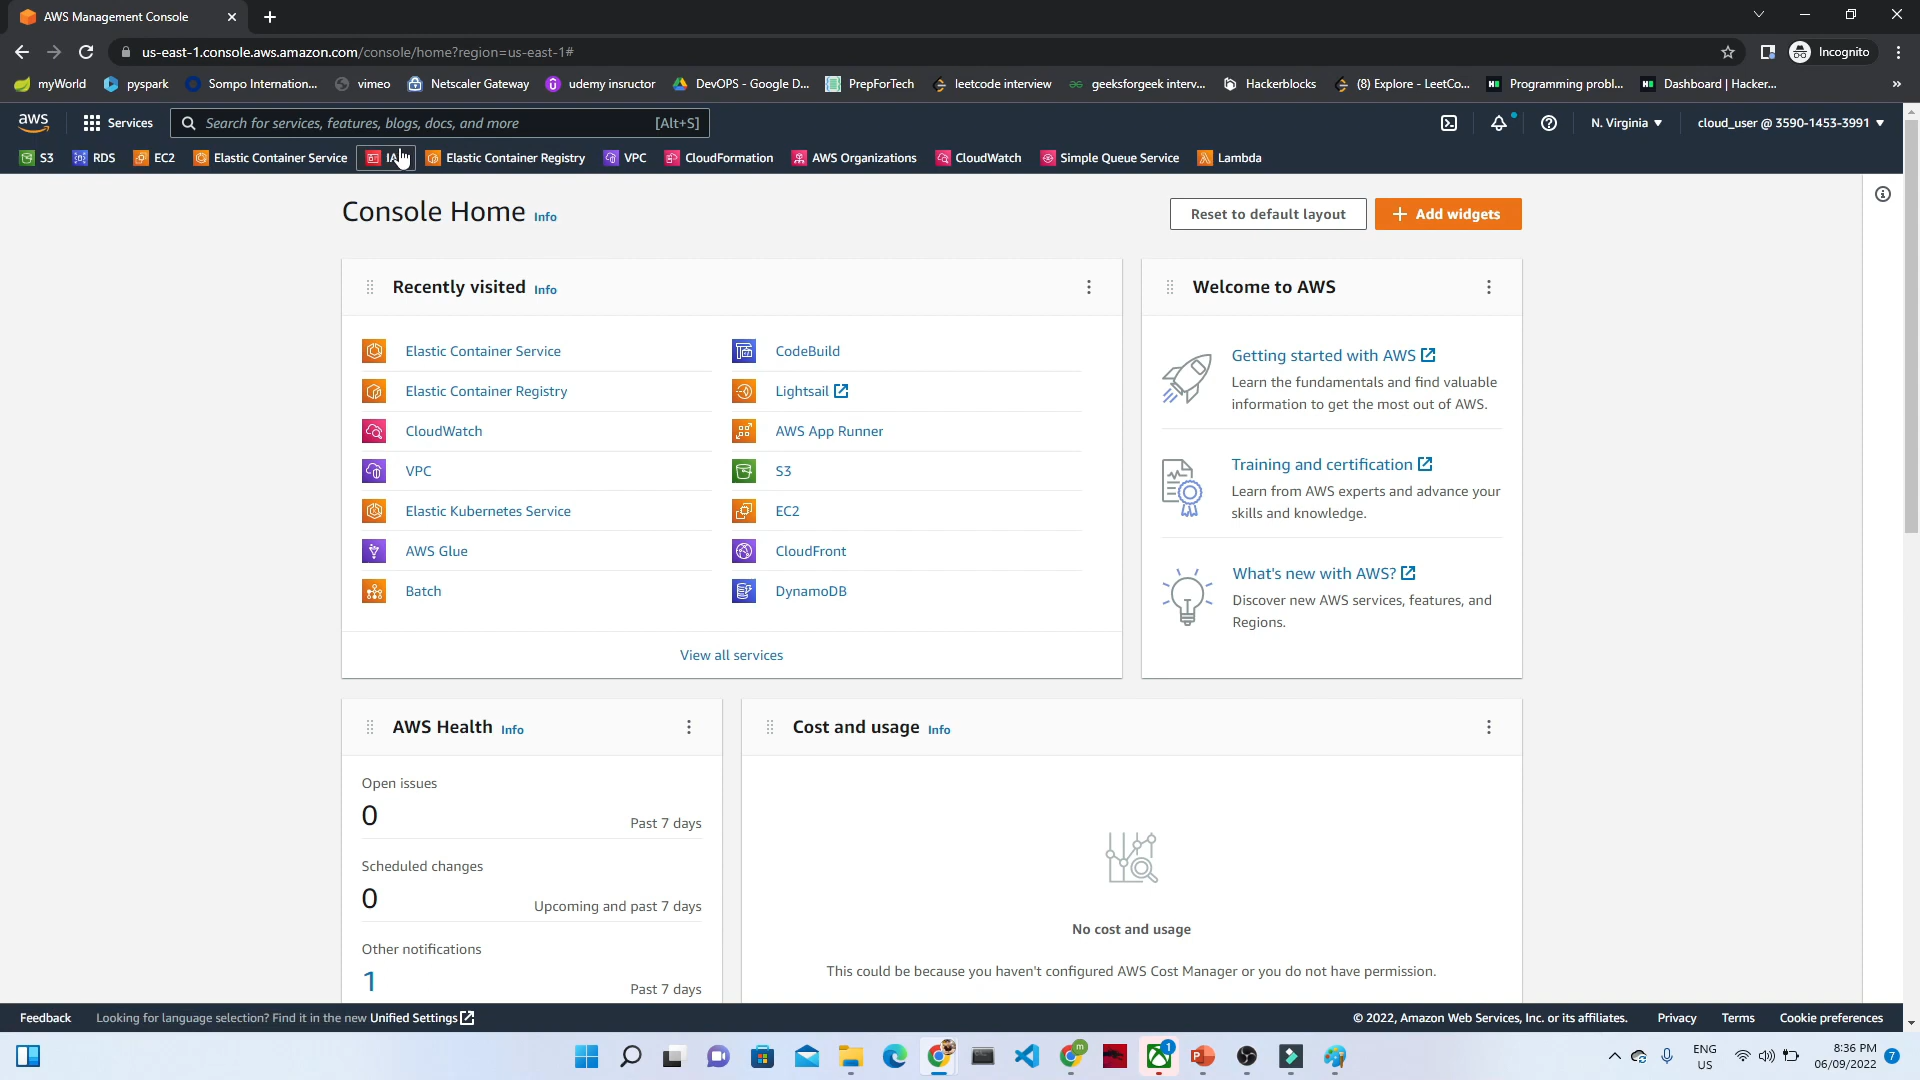 AWS Management Console
us-east-1.console.aws.amazon.com/console/home?region=us-east-1#
Incognito
myWorld pyspark Sompo Internation... vimeo Netscaler Gateway udemy insructor DevOPS - Google D... PrepForTech leetcode interview geeksforgeek interv... Hackerblocks (8) Explore - LeetCo... Programming probl... Dashboard | Hacker... »
aws Services Search for services, features, blogs, docs, and more [Alt+S] N. Virginia cloud_user @ 3590-1453-3991
S3 RDS EC2 Elastic Container Service Elastic Container Registry VPC CloudFormation AWS Organizations CloudWatch Simple Queue Service Lambda
Console Home Info
Reset to default layout
+ Add widgets
Recently visited Info
Elastic Container Service
Elastic Container Registry
CloudWatch
VPC
Elastic Kubernetes Service
AWS Glue
Batch
CodeBuild
Lightsail
AWS App Runner
S3
EC2
CloudFront
DynamoDB
View all services
Welcome to AWS
Getting started with AWS
Learn the fundamentals and find valuable
information to get the most out of AWS.
Training and certification
Learn from AWS experts and advance your
skills and knowledge.
What's new with AWS?
Discover new AWS services, features, and
Regions.
AWS Health Info
Open issues
0
Past 7 days
Scheduled changes
0
Upcoming and past 7 days
Other notifications
1
Past 7 days
Cost and usage Info
No cost and usage
This could be because you haven't configured AWS Cost Manager or you do not have permission.
Feedback Looking for language selection? Find it in the new Unified Settings © 2022, Amazon Web Services, Inc. or its affiliates. Privacy Terms Cookie preferences
ENG
US
8:36 PM
06/09/2022
7
1